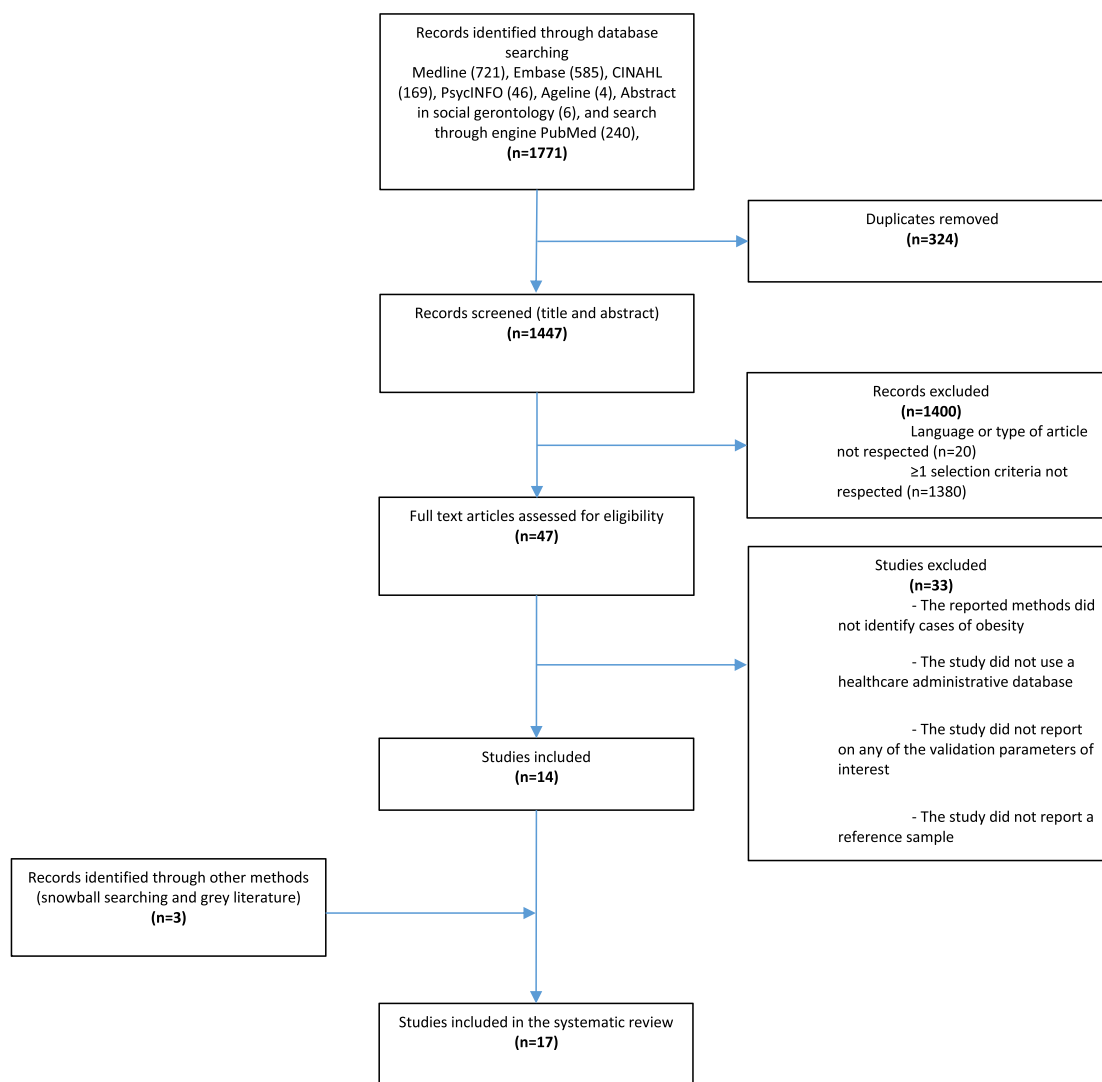 Records identified through database
searching
Medline (721), Embase (585), CINAHL
(169), PsycINFO (46), Ageline (4), Abstract
in social gerontology (6), and search
through engine PubMed (240),
(n=1771)
Duplicates removed
(n=324)
Records screened (title and abstract)
(n=1447)
Records excluded
(n=1400)
Language or type of article
not respected (n=20)
≥1 selection criteria not
respected (n=1380)
Full text articles assessed for eligibility
(n=47)
Studies excluded
(n=33)
- The reported methods did
not identify cases of obesity
- The study did not use a
healthcare administrative database
- The study did not report
on any of the validation parameters of
interest
- The study did not report a
reference sample
Studies included
(n=14)
Records identified through other methods
(snowball searching and grey literature)
(n=3)
Studies included in the systematic review
(n=17)